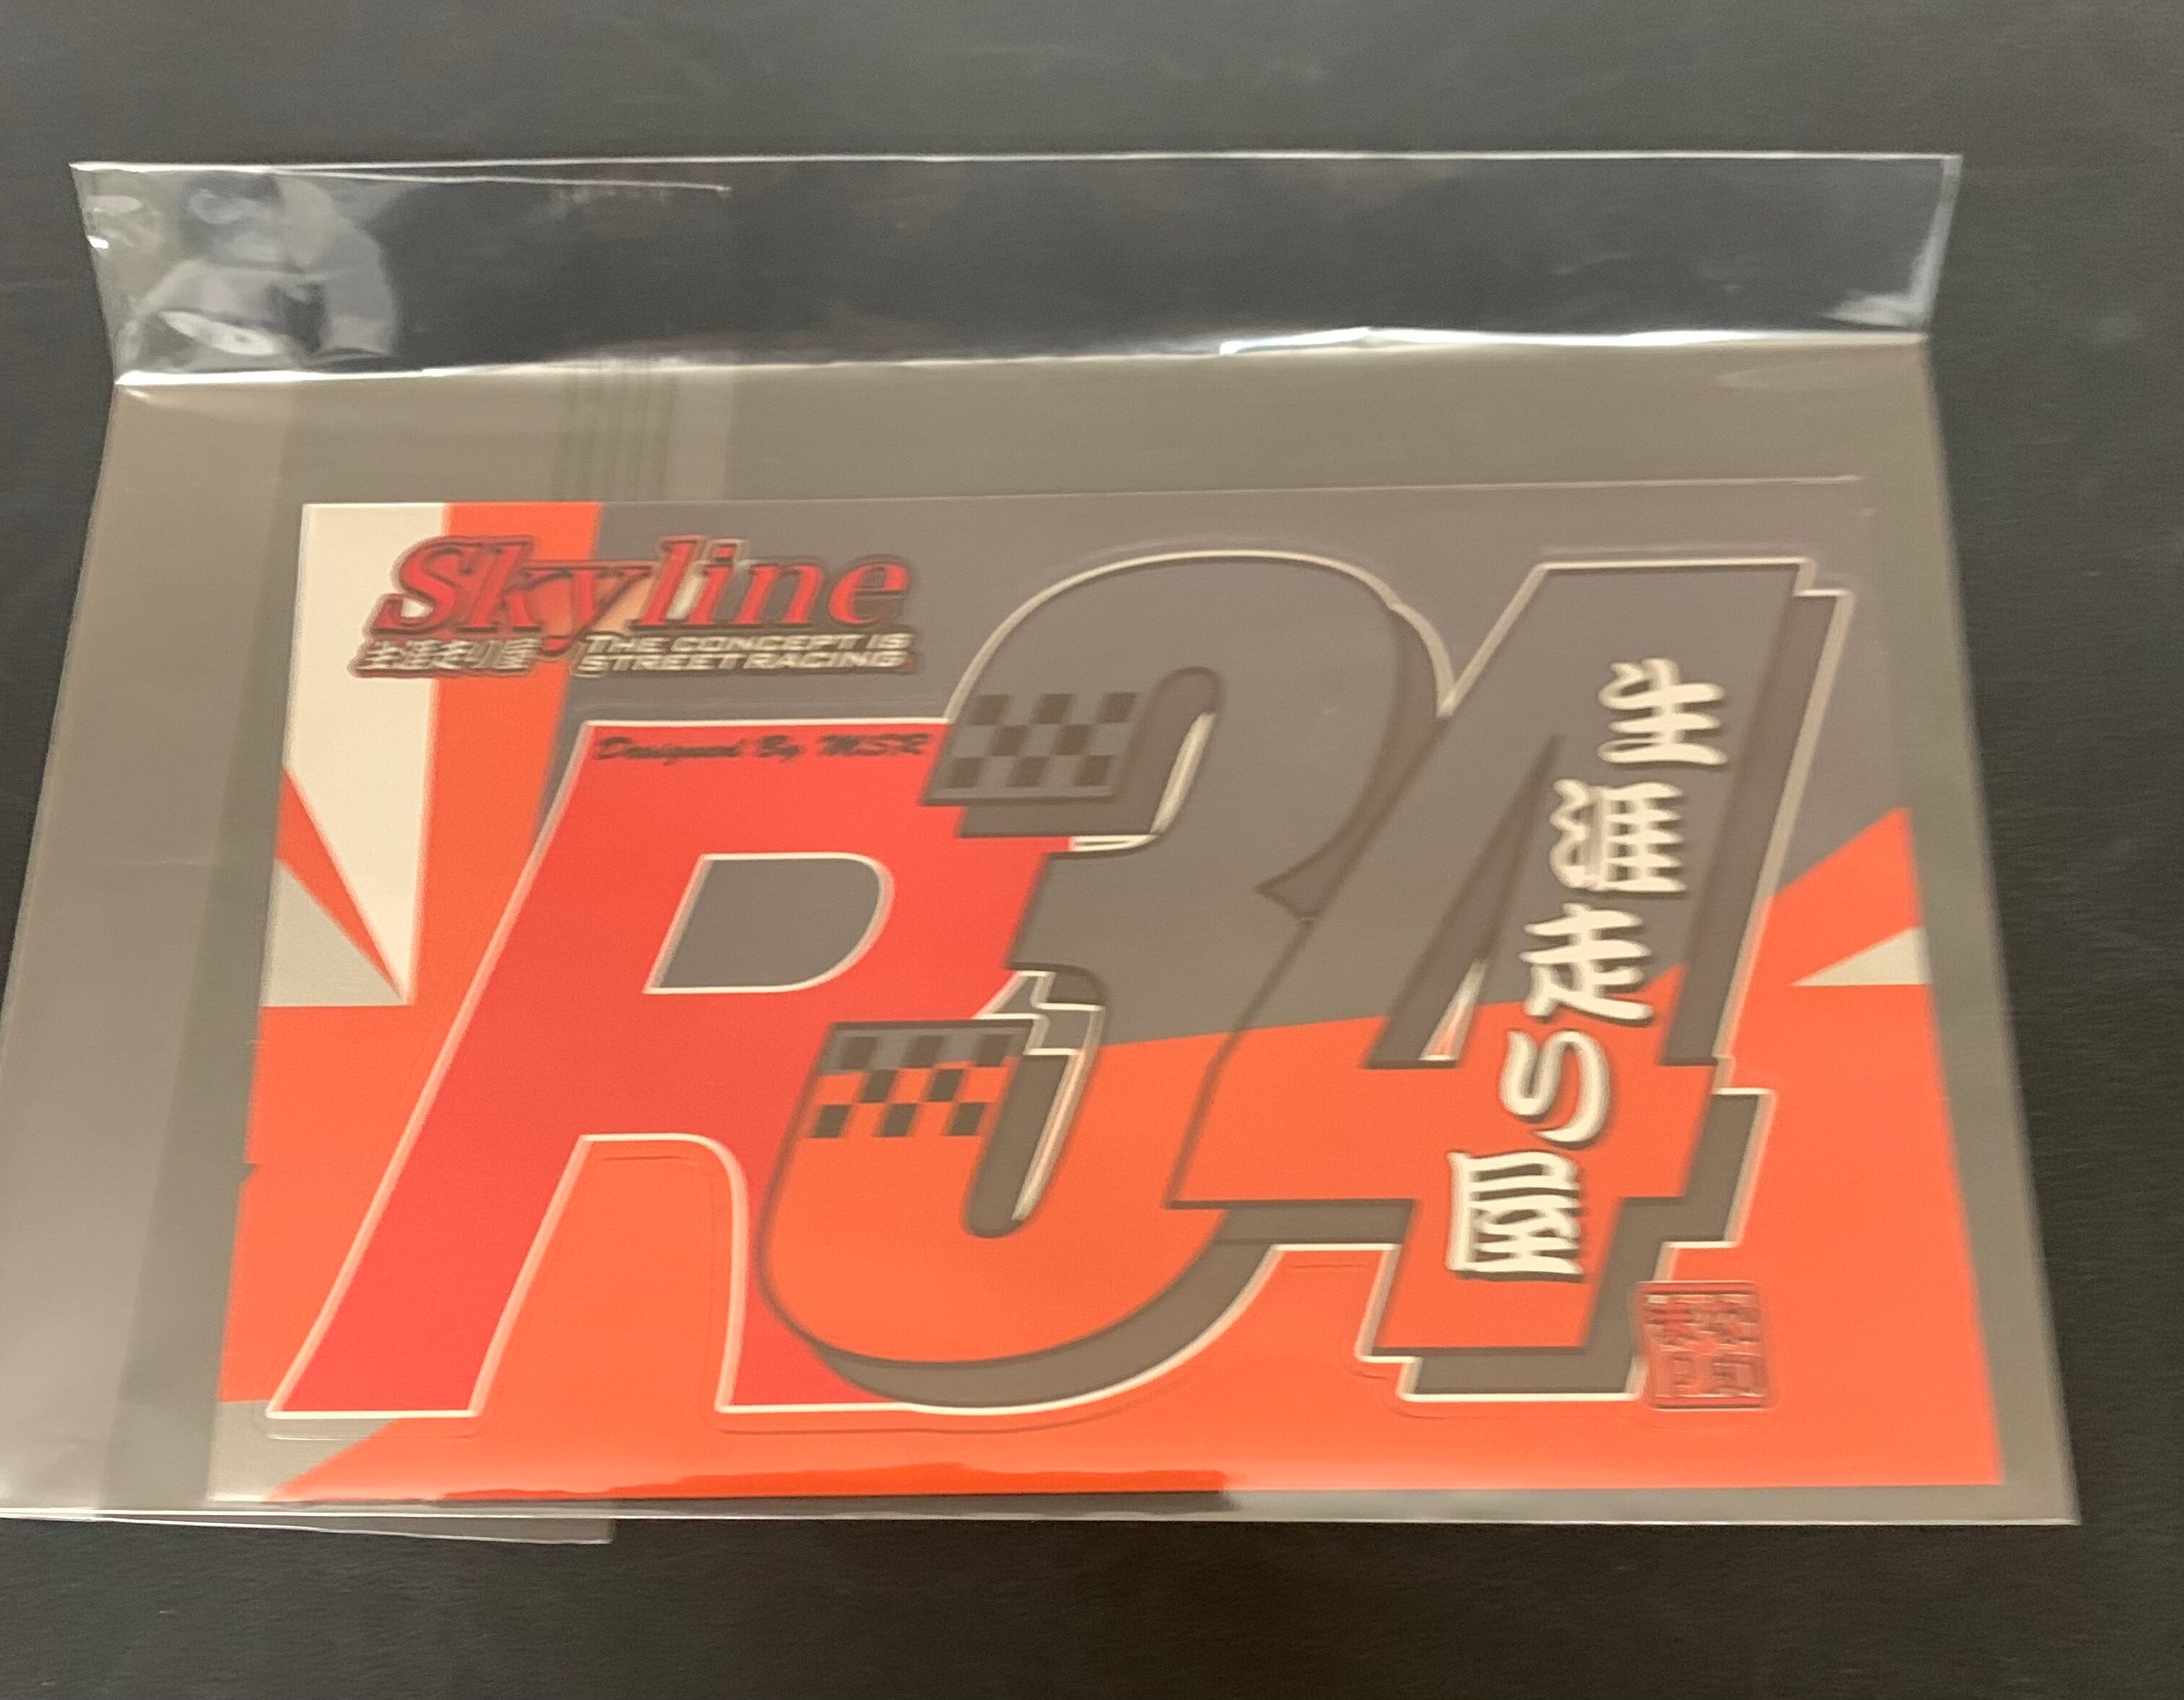 Skyline
生涯走り屋 THE CONCEPT IS
STREET RACING
Designed By MSR
R34
生涯走り屋